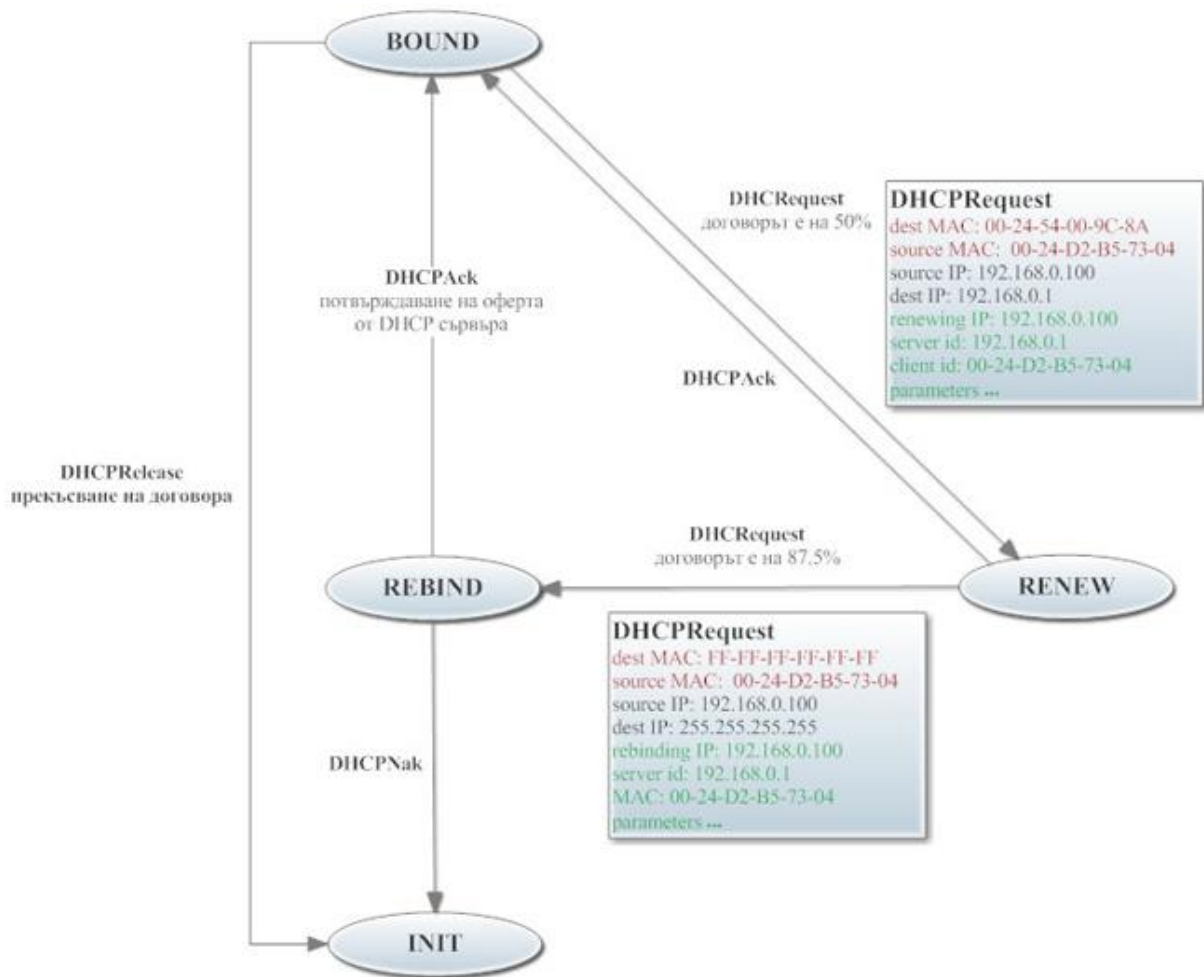 BOUND
DHCRequest
договорът е на 50%
DHCPRequest
dest MAC: 00-24-54-00-9C-8A
source MAC: 00-24-D2-B5-73-04
source IP: 192.168.0.100
dest IP: 192.168.0.1
renewing IP: 192.168.0.100
server id: 192.168.0.1
client id: 00-24-D2-B5-73-04
parameters ...
DHCPAck
потвърждаване на оферта
от DHCP сървъра
DHCPAck
DHCPRelease
прекъсване на договора
DHCRequest
договорът е на 87.5%
REBIND
RENEW
DHCPRequest
dest MAC: FF-FF-FF-FF-FF-FF
source MAC: 00-24-D2-B5-73-04
source IP: 192.168.0.100
dest IP: 255.255.255.255
rebinding IP: 192.168.0.100
server id: 192.168.0.1
MAC: 00-24-D2-B5-73-04
parameters ...
DHCPNak
INIT